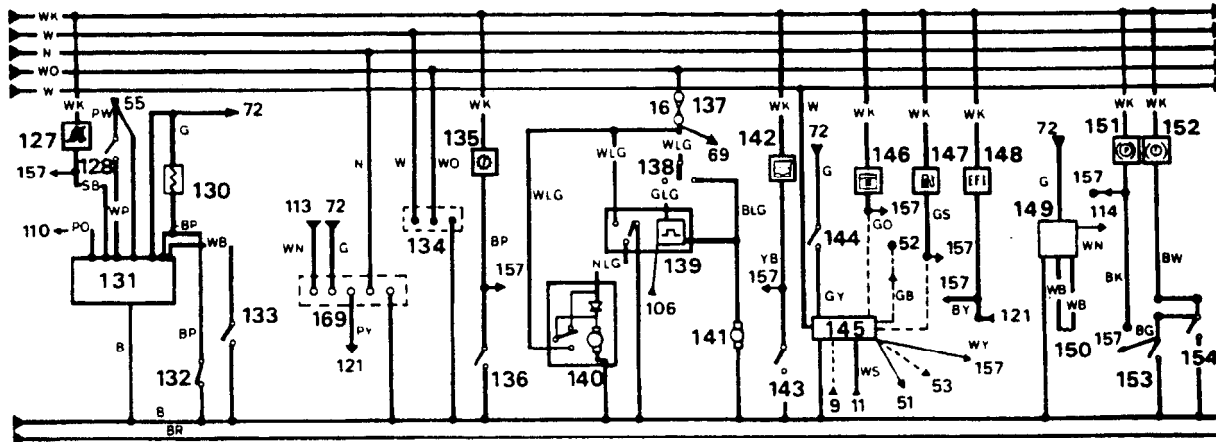 WK
W
N
WO
W
WK
127
157
128
SB
PW
55
WP
G
72
130
110
PO
BP
WB
131
B
BP
132
133
113
72
WN
G
N
169
PY
121
W
WO
134
WK
135
BP
157
136
16
137
WLG
69
WLG
WLG
138
GLG
BLG
NLG
139
106
140
141
WK
142
YB
157
143
W
72
G
144
GY
145
WK
146
157
GO
52
GB
WK
147
GS
157
WK
148
EFI
157
BY
121
WY
157
WS
9
11
51
53
72
G
149
114
WN
WB
WB
150
WK
151
157
BK
157
WK
152
BW
BG
153
154
B
BR